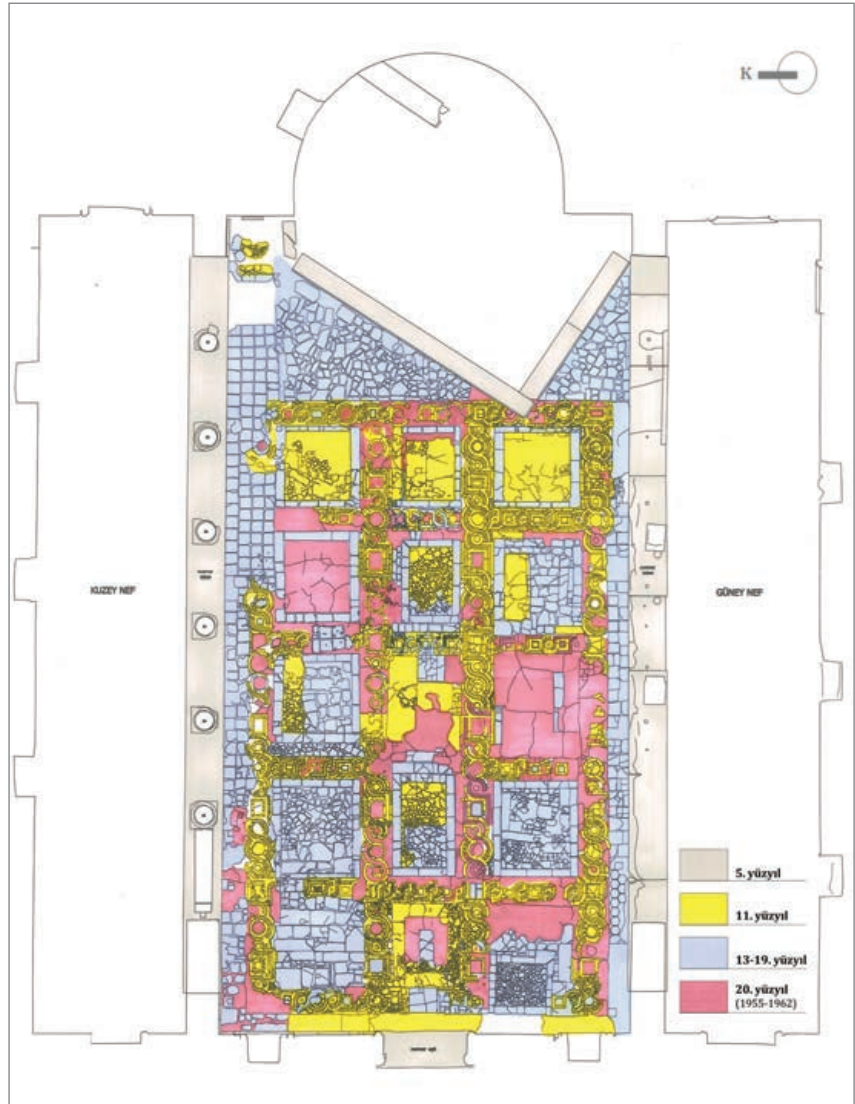 K
KUZEY NEF
GÜNEY NEF
5. yüzyıl
11. yüzyıl
13-19. yüzyıl
20. yüzyıl
(1955-1962)